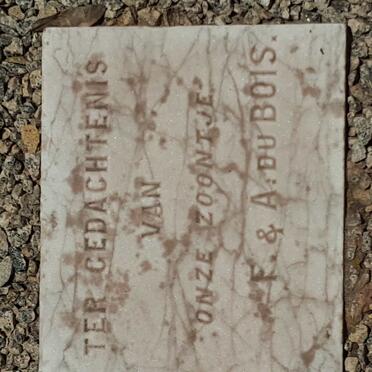 TER GEDACHTENIS
VAN
ONZE ZOONTJE
F. & A. DU BOIS.